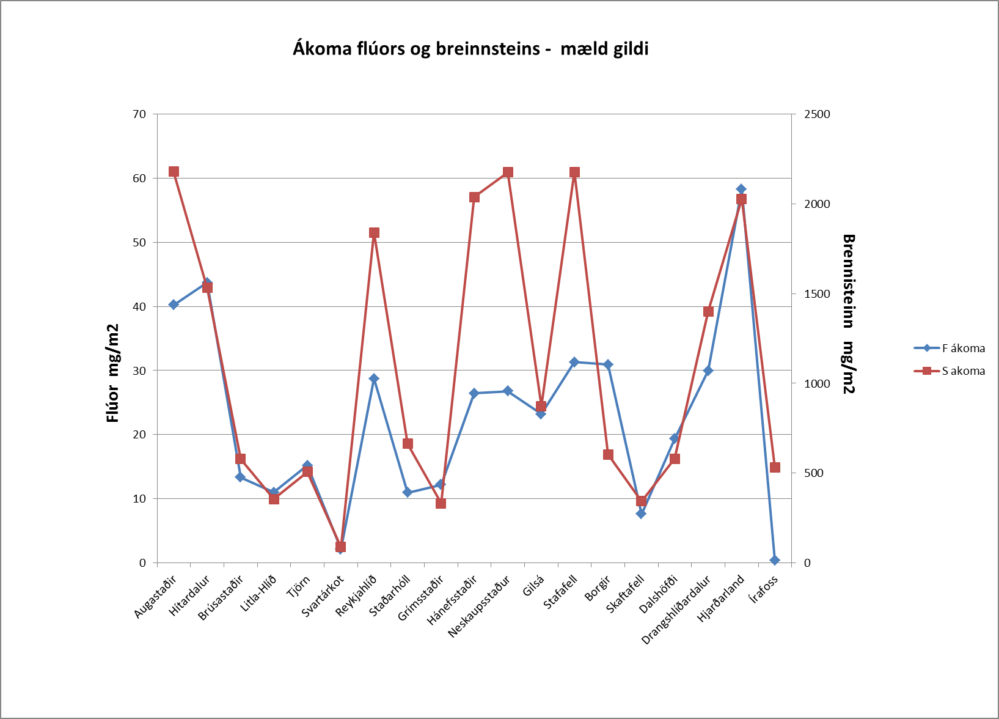 Ákoma flúors og breinnsteins - mæld gildi
70
60
50
40
30
20
10
0
Flúor mg/m2
2500
2000
1500
1000
500
0
Brennisteinn mg/m2
Augastaðir
Hítardalur
Brúsastaðir
Litla-Hlíð
Tjörn
Svartárkot
Reykjahlíð
Staðarhóll
Grímsstaðir
Hánefsstaðir
Neskaupsstaður
Gilsá
Stafafell
Borgir
Skaftafell
Dalshöfði
Drangshlíðardalur
Hjarðarland
Írafoss
F ákoma
S akoma